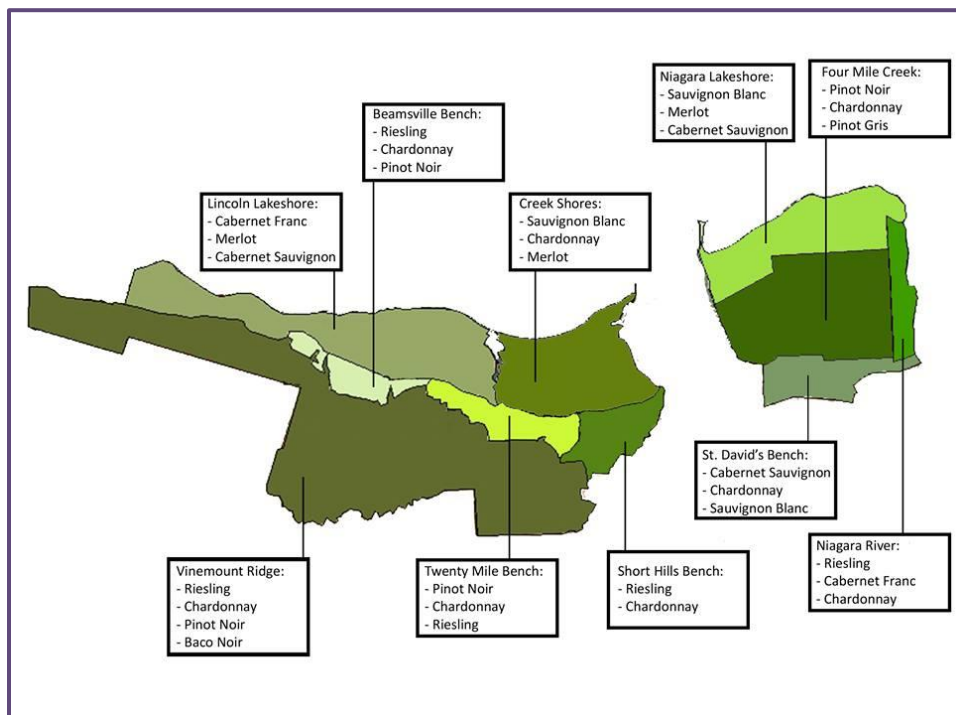 Niagara Lakeshore:
- Sauvignon Blanc
- Merlot
- Cabernet Sauvignon
Four Mile Creek:
- Pinot Noir
- Chardonnay
- Pinot Gris
Beamsville Bench:
- Riesling
- Chardonnay
- Pinot Noir
Lincoln Lakeshore:
- Cabernet Franc
- Merlot
- Cabernet Sauvignon
Creek Shores:
- Sauvignon Blanc
- Chardonnay
- Merlot
St. David's Bench:
- Cabernet Sauvignon
- Chardonnay
- Sauvignon Blanc
Niagara River:
- Riesling
- Cabernet Franc
- Chardonnay
Vinemount Ridge:
- Riesling
- Chardonnay
- Pinot Noir
- Baco Noir
Twenty Mile Bench:
- Pinot Noir
- Chardonnay
- Riesling
Short Hills Bench:
- Riesling
- Chardonnay